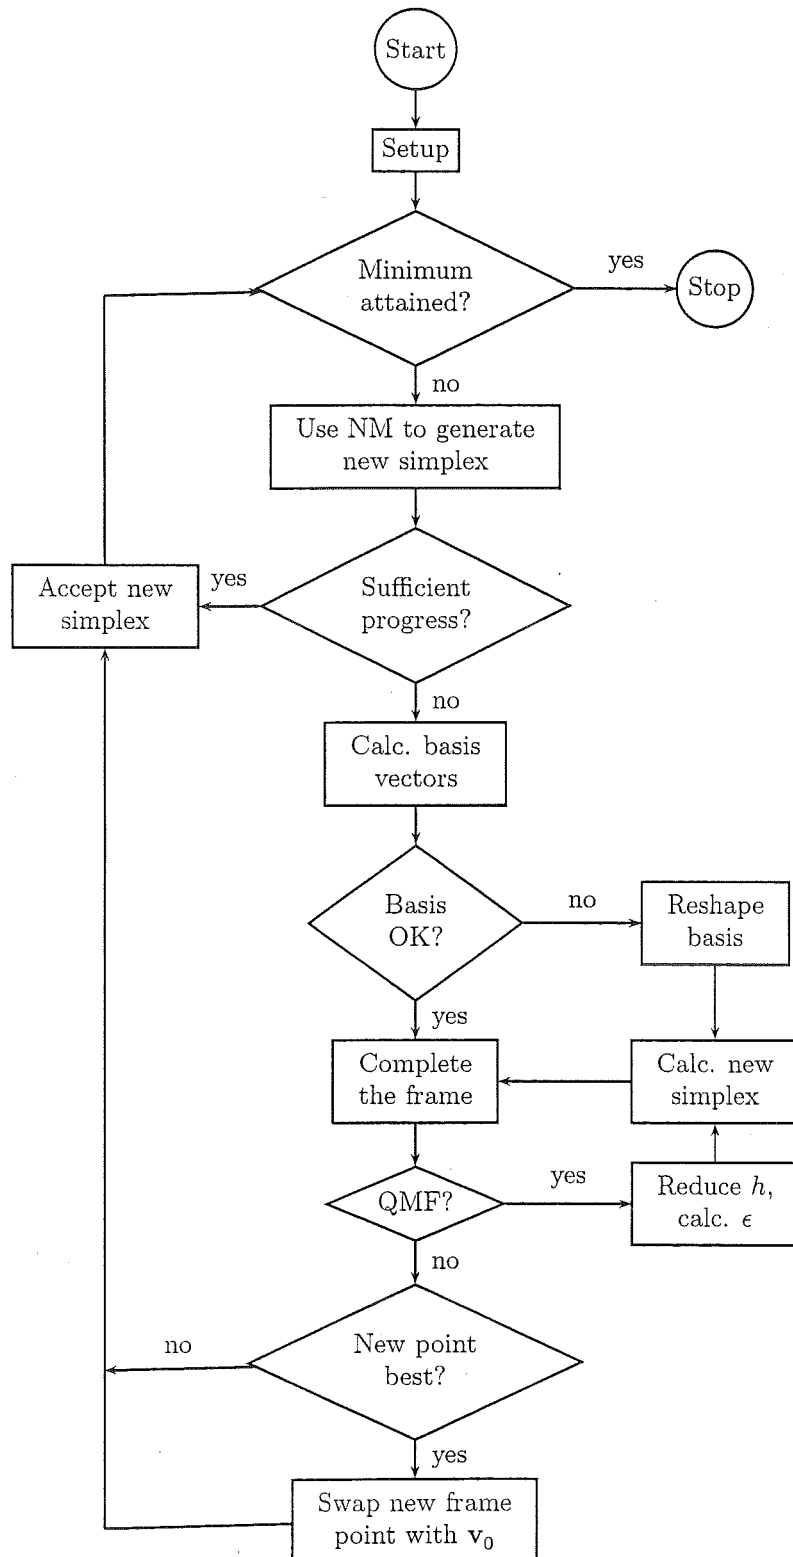 Start
Setup
Minimum
attained?
yes
Stop
no
Use NM to generate
new simplex
Accept new
simplex
yes
Sufficient
progress?
no
Calc. basis
vectors
Basis
OK?
no
Reshape
basis
yes
Complete
the frame
Calc. new
simplex
QMF?
yes
Reduce h,
calc. ϵ
no
New point
best?
no
yes
Swap new frame
point with v₀